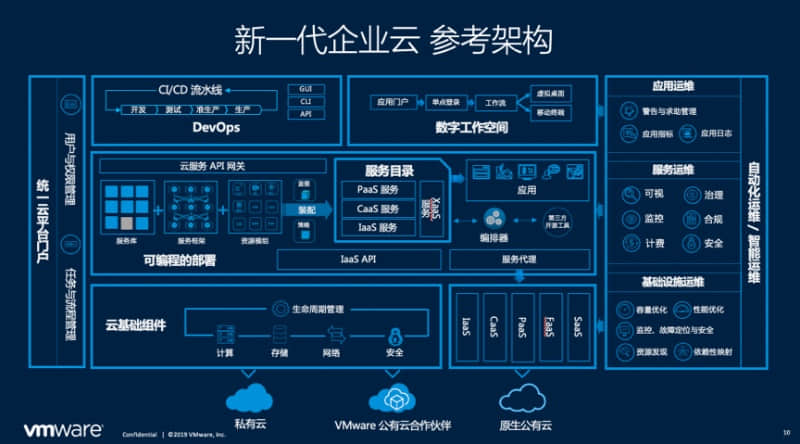 新一代企业云 参考架构
统一云平台门户
用户与权限管理
任务与流程管理
CI/CD 流水线
开发
测试
准生产
生产
GUI
CLI
API
DevOps
应用门户
单点登录
工作流
虚拟桌面
移动终端
数字工作空间
云服务 API 网关
服务库
服务框架
资源模板
蓝图
装配
策略
可编程的部署
服务目录
PaaS 服务
CaaS 服务
IaaS 服务
XaaS 服务
应用
编排器
第三方
开源工具
IaaS API
服务代理
云基础组件
生命周期管理
计算
存储
网络
安全
IaaS
CaaS
PaaS
FaaS
SaaS
应用运维
警告与求助管理
应用指标
应用日志
服务运维
可视
治理
监控
合规
计费
安全
基础设施运维
容量优化
性能优化
监控、故障定位与安全
资源发现
依赖性映射
自动化运维 / 智能运维
私有云
VMware 公有云合作伙伴
原生公有云
vmware
Confidential | ©2019 VMware, Inc.
10